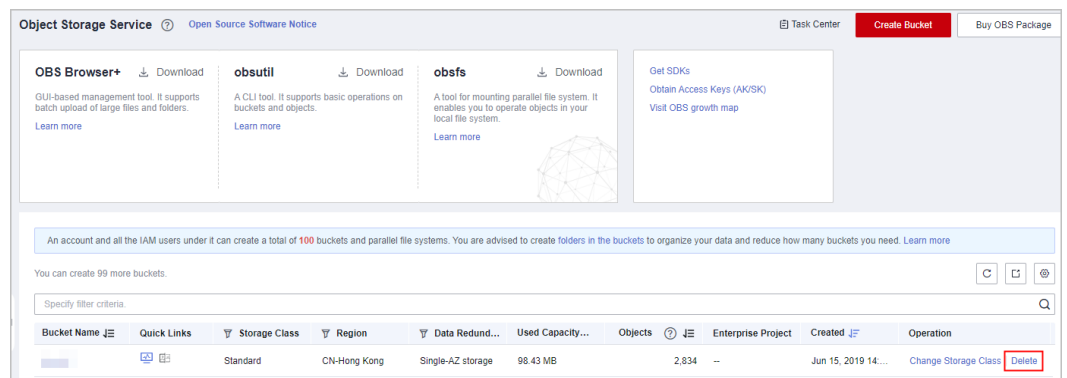 Object Storage Service ? Open Source Software Notice Task Center Create Bucket Buy OBS Package
OBS Browser+ Download
GUI-based management tool. It supports
batch upload of large files and folders.
Learn more
obsutil Download
A CLI tool. It supports basic operations on
buckets and objects.
Learn more
obsfs Download
A tool for mounting parallel file system. It
enables you to operate objects in your
local file system.
Learn more
Get SDKs
Obtain Access Keys (AK/SK)
Visit OBS growth map
An account and all the IAM users under it can create a total of 100 buckets and parallel file systems. You are advised to create folders in the buckets to organize your data and reduce how many buckets you need. Learn more
You can create 99 more buckets.
Specify filter criteria.
Bucket Name Quick Links Storage Class Region Data Redund... Used Capacity... Objects ? Enterprise Project Created Operation
Standard CN-Hong Kong Single-AZ storage 98.43 MB 2,834 -- Jun 15, 2019 14:... Change Storage Class Delete